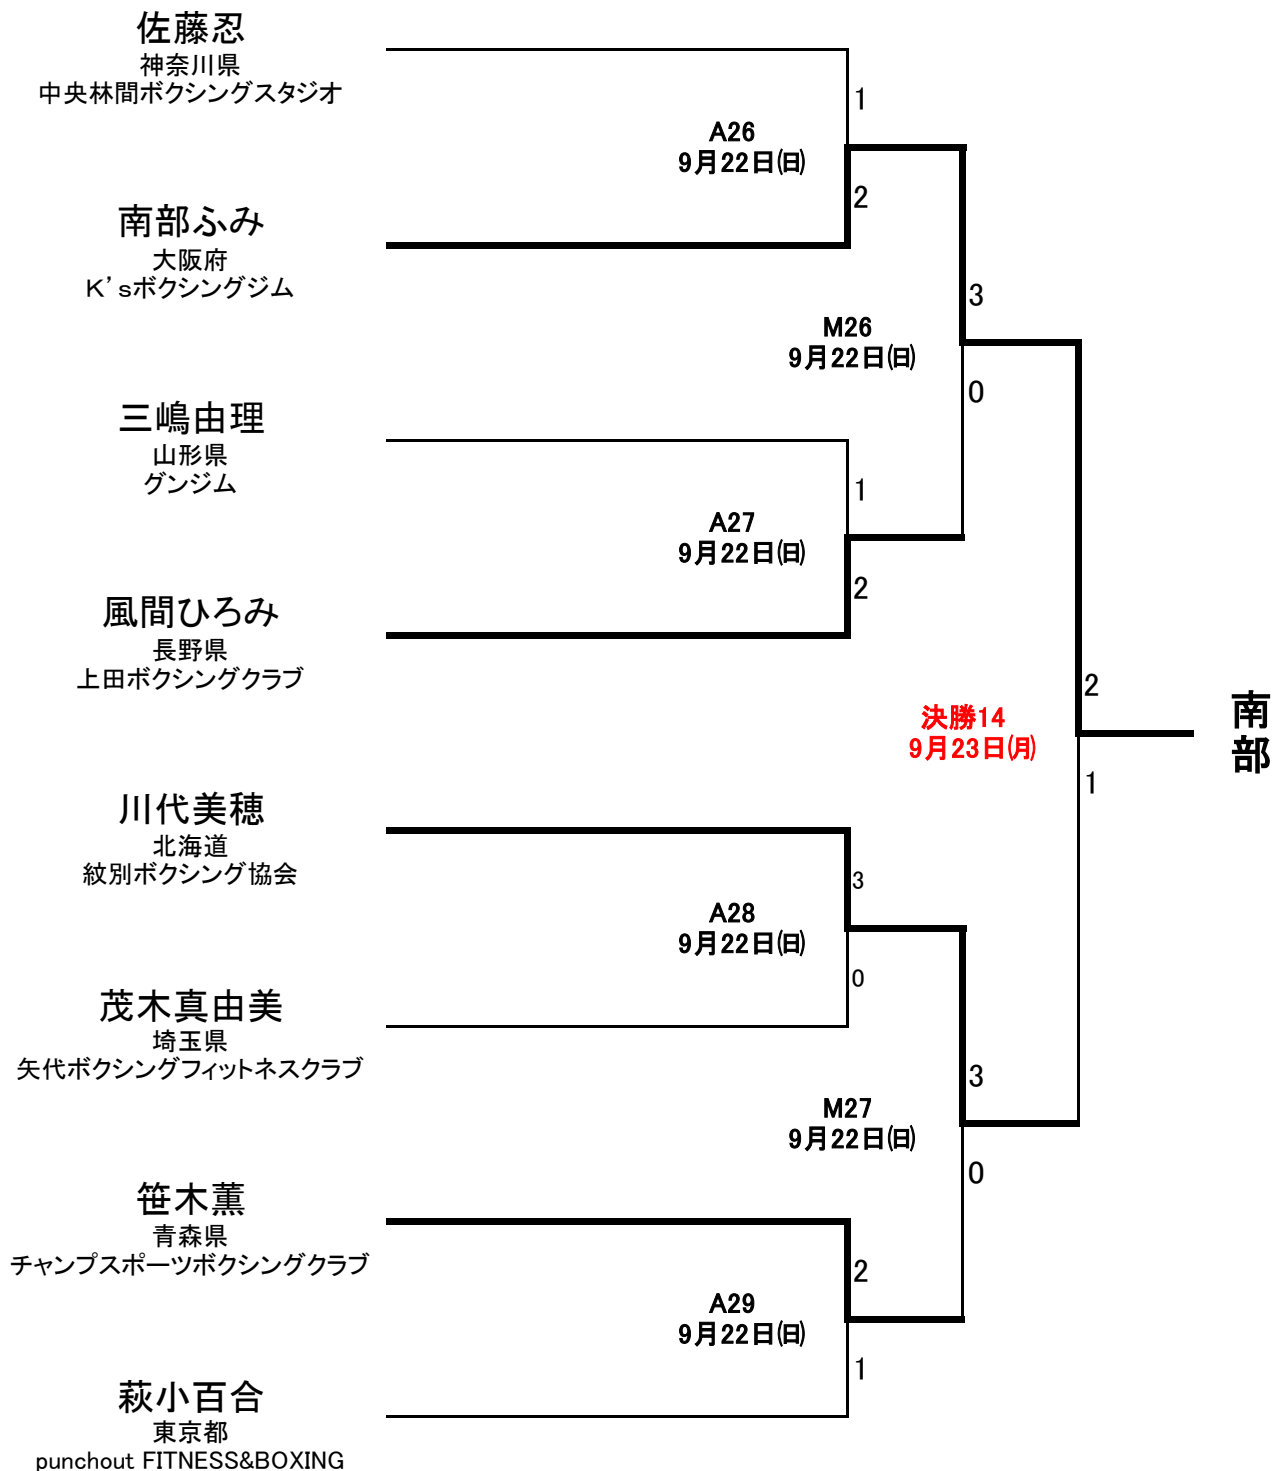 佐藤忍
神奈川県
中央林間ボクシングスタジオ
1
A26
9月22日(日)
2
南部ふみ
大阪府
K'sボクシングジム
3
M26
9月22日(日)
0
三嶋由理
山形県
グンジム
1
A27
9月22日(日)
2
風間ひろみ
長野県
上田ボクシングクラブ
2
決勝14
9月23日(月)
南部
1
川代美穂
北海道
紋別ボクシング協会
3
A28
9月22日(日)
0
茂木真由美
埼玉県
矢代ボクシングフィットネスクラブ
3
M27
9月22日(日)
0
笹木薫
青森県
チャンプスポーツボクシングクラブ
2
A29
9月22日(日)
1
萩小百合
東京都
punchout FITNESS&BOXING